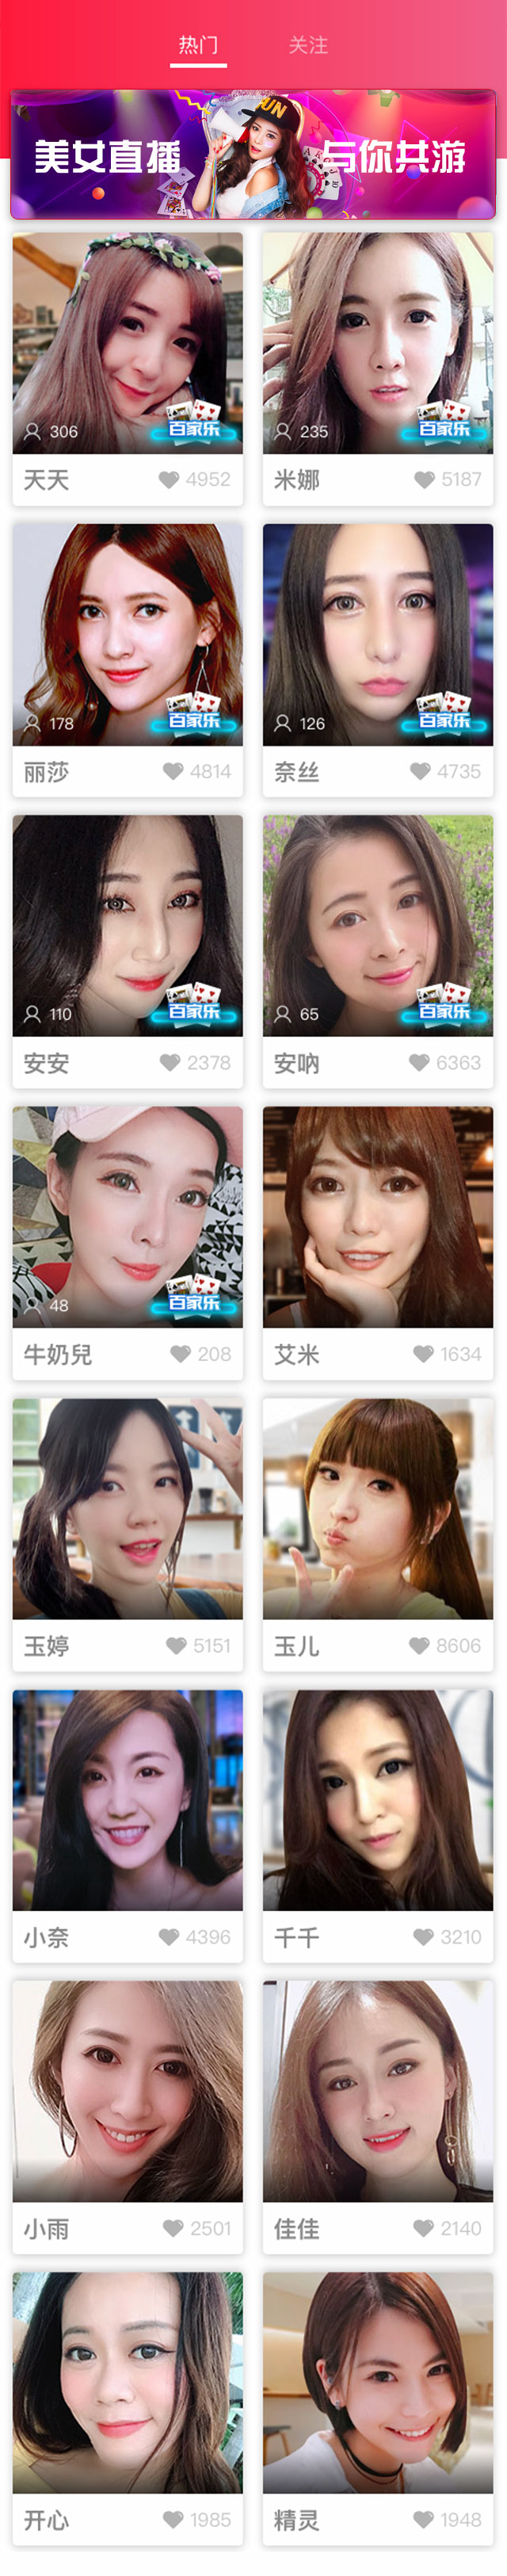 热门 关注
美女直播 UN 与你共游
306 百家乐 235 百家乐
天天 4952 米娜 5187
178 百家乐 126 百家乐
丽莎 4814 奈丝 4735
110 百家乐 65 百家乐
安安 2378 安呐 6363
48 百家乐
牛奶兒 208 艾米 1634
玉婷 5151 玉儿 8606
小奈 4396 千千 3210
小雨 2501 佳佳 2140
开心 1985 精灵 1948